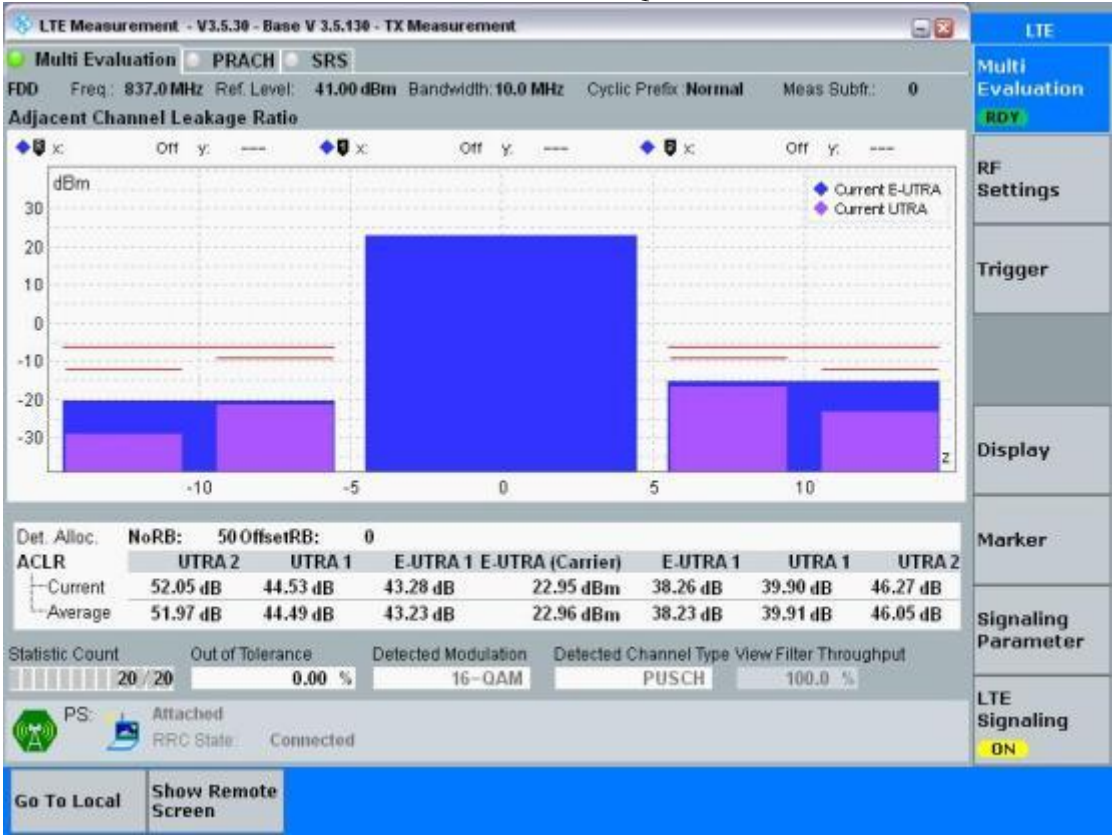 LTE Measurement - V3.5.30 - Base V 3.5.130 - TX Measurement
LTE
Multi Evaluation PRACH SRS
Multi
Evaluation
RDY
FDD Freq.: 837.0 MHz Ref. Level: 41.00 dBm Bandwidth: 10.0 MHz Cyclic Prefix: Normal Meas Subfr.: 0
Adjacent Channel Leakage Ratio
x: Off y: --- x: Off y: --- x: Off y: ---
dBm
Current E-UTRA
Current UTRA
30
20
10
0
-10
-20
-30
z
-10 -5 0 5 10
RF
Settings
Trigger
Display
Marker
Signaling
Parameter
LTE
Signaling
ON
Det. Alloc. NoRB: 50 OffsetRB: 0
ACLR UTRA 2 UTRA 1 E-UTRA 1 E-UTRA (Carrier) E-UTRA 1 UTRA 1 UTRA 2
Current 52.05 dB 44.53 dB 43.28 dB 22.95 dBm 38.26 dB 39.90 dB 46.27 dB
Average 51.97 dB 44.49 dB 43.23 dB 22.96 dBm 38.23 dB 39.91 dB 46.05 dB
Statistic Count Out of Tolerance Detected Modulation Detected Channel Type View Filter Throughput
20 / 20 0.00 % 16-QAM PUSCH 100.0 %
PS: Attached
RRC State: Connected
Go To Local
Show Remote
Screen